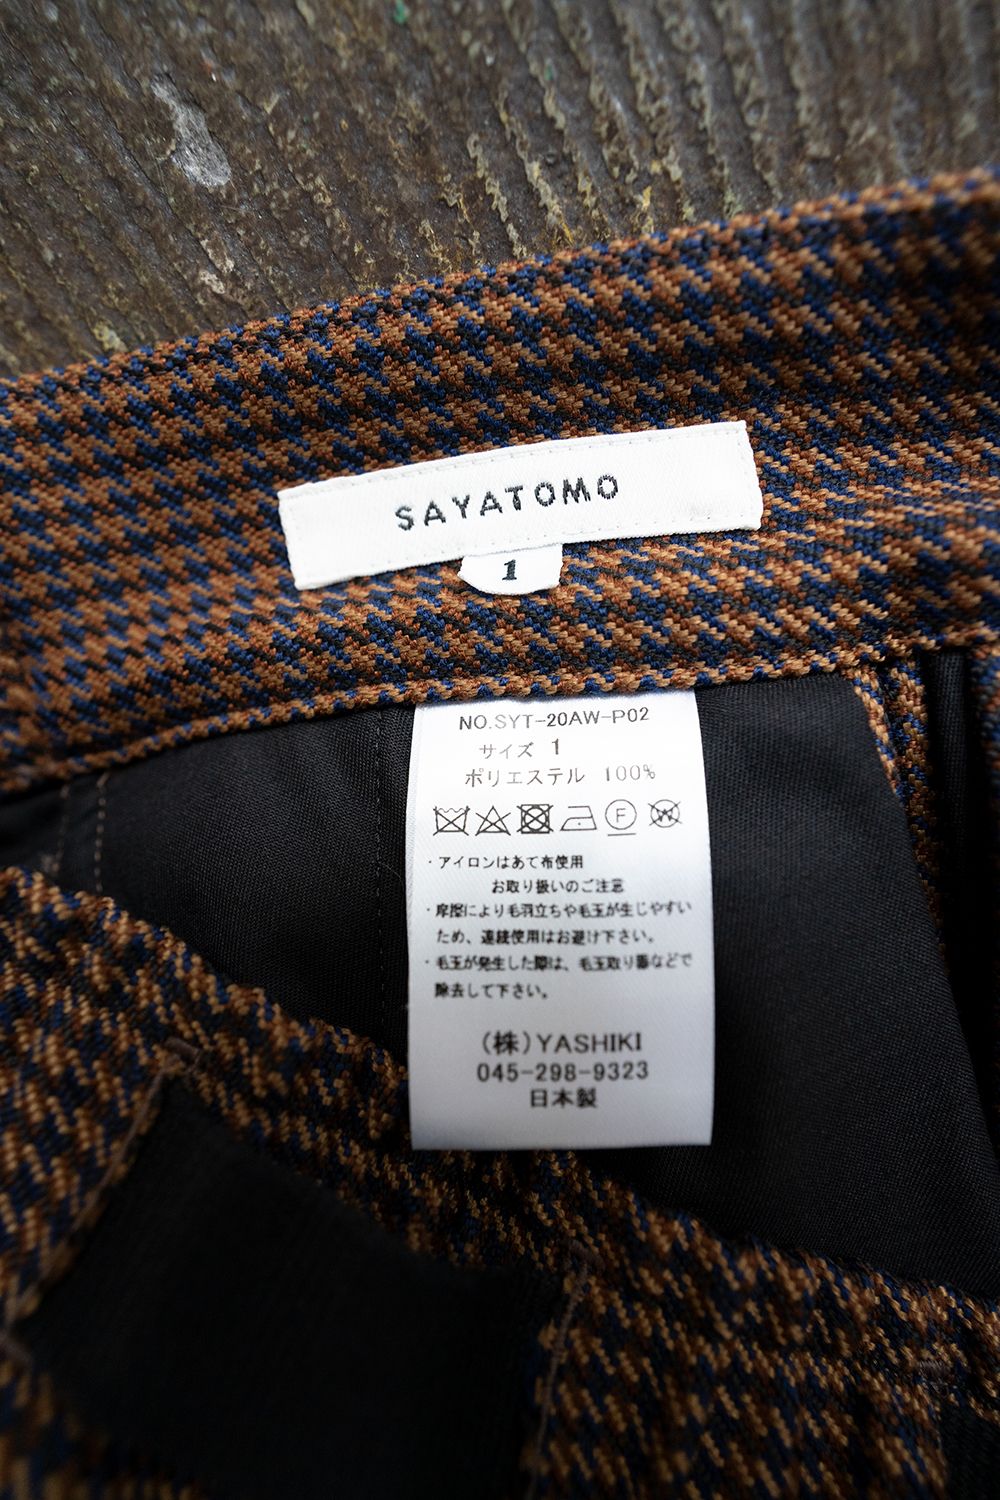 SAYATOMO
1
NO.SYT-20AW-P02
サイズ 1
ポリエステル 100%
F W
・アイロンはあて布使用
お取り扱いのご注意
・摩擦により毛羽立ちや毛玉が生じやすい
ため、連続使用はお避け下さい。
・毛玉が発生した際は、毛玉取り器などで
除去して下さい。
(株)YASHIKI
045-298-9323
日本製